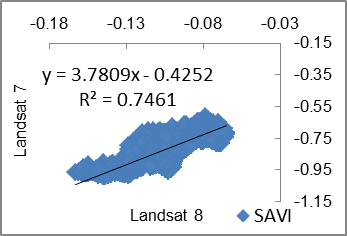 -0.18 -0.13 -0.08 -0.03
-0.15
-0.35
y = 3.7809x - 0.4252
-0.55
R² = 0.7461
-0.75
-0.95
-1.15
Landsat 7
Landsat 8
SAVI